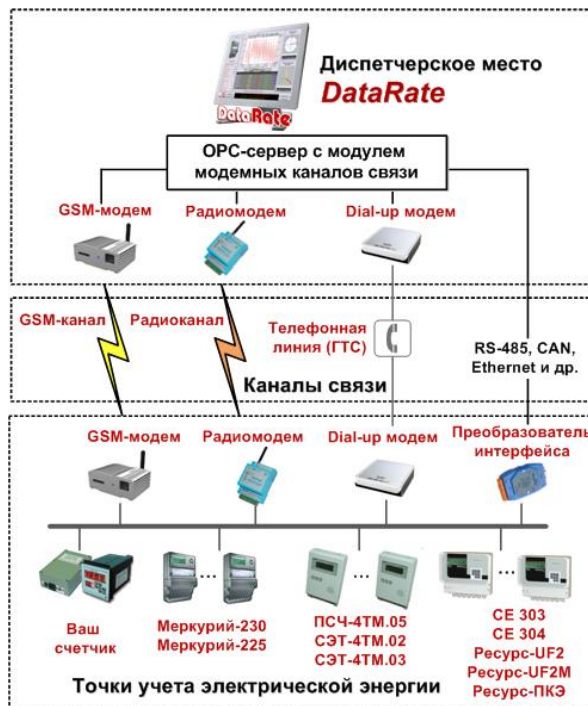 Диспетчерское место
DataRate
DataRate
OPC-сервер с модулем
модемных каналов связи
GSM-модем
Радиомодем
Dial-up модем
GSM-канал
Радиоканал
Телефонная
линия (ГТС)
RS-485, CAN,
Ethernet и др.
Каналы связи
GSM-модем
Радиомодем
Dial-up модем
Преобразователь
интерфейса
Ваш
счетчик
Меркурий-230
Меркурий-225
ПСЧ-4ТМ.05
СЭТ-4ТМ.02
СЭТ-4ТМ.03
СЕ 303
СЕ 304
Ресурс-UF2
Ресурс-UF2М
Ресурс-ПКЭ
Точки учета электрической энергии